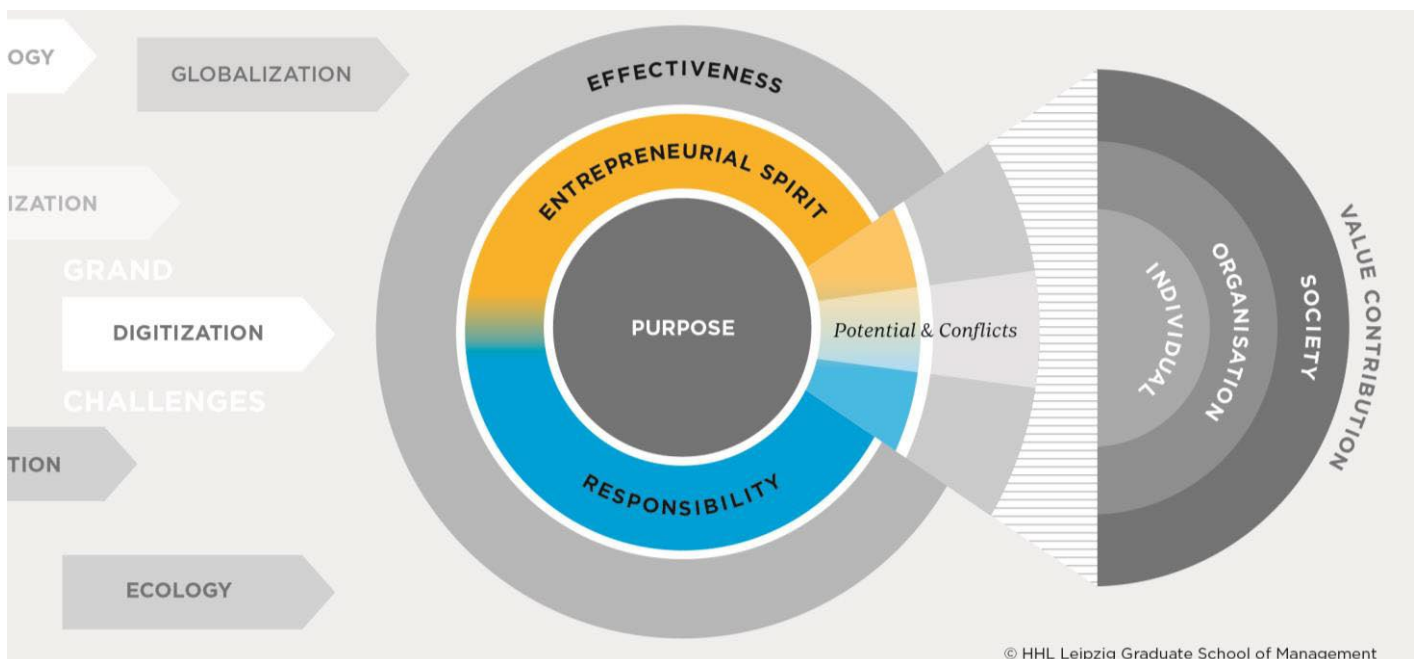 OGY
GLOBALIZATION
IZATION
GRAND
DIGITIZATION
CHALLENGES
TION
ECOLOGY
EFFECTIVENESS
ENTREPRENEURIAL SPIRIT
PURPOSE
RESPONSIBILITY
Potential & Conflicts
INDIVIDUAL
ORGANISATION
SOCIETY
VALUE CONTRIBUTION
© HHL Leipzig Graduate School of Management